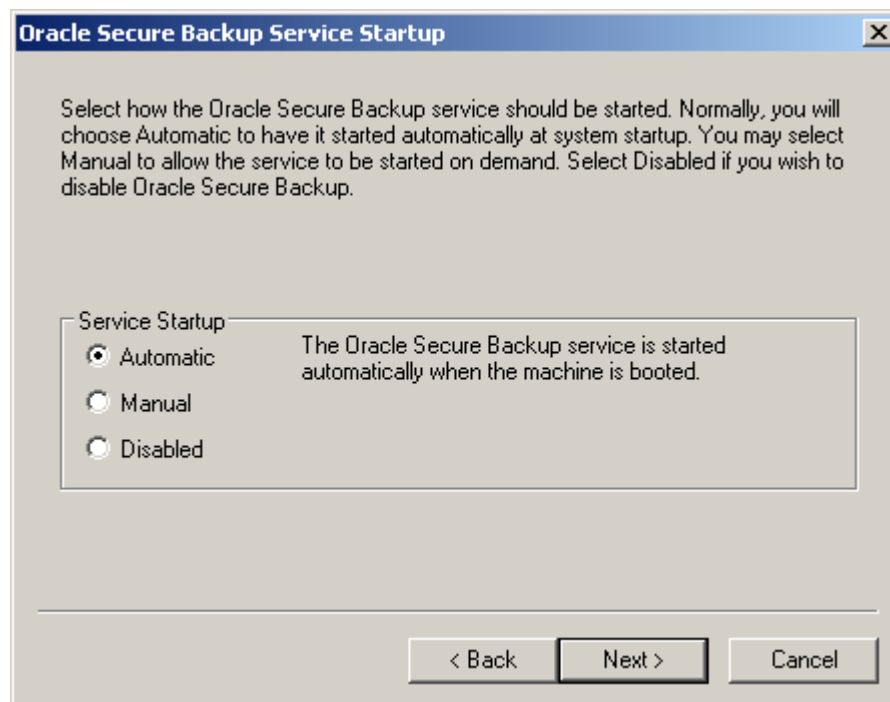 Oracle Secure Backup Service Startup
Select how the Oracle Secure Backup service should be started. Normally, you will
choose Automatic to have it started automatically at system startup. You may select
Manual to allow the service to be started on demand. Select Disabled if you wish to
disable Oracle Secure Backup.
Service Startup
Automatic
The Oracle Secure Backup service is started
automatically when the machine is booted.
Manual
Disabled
< Back
Next >
Cancel